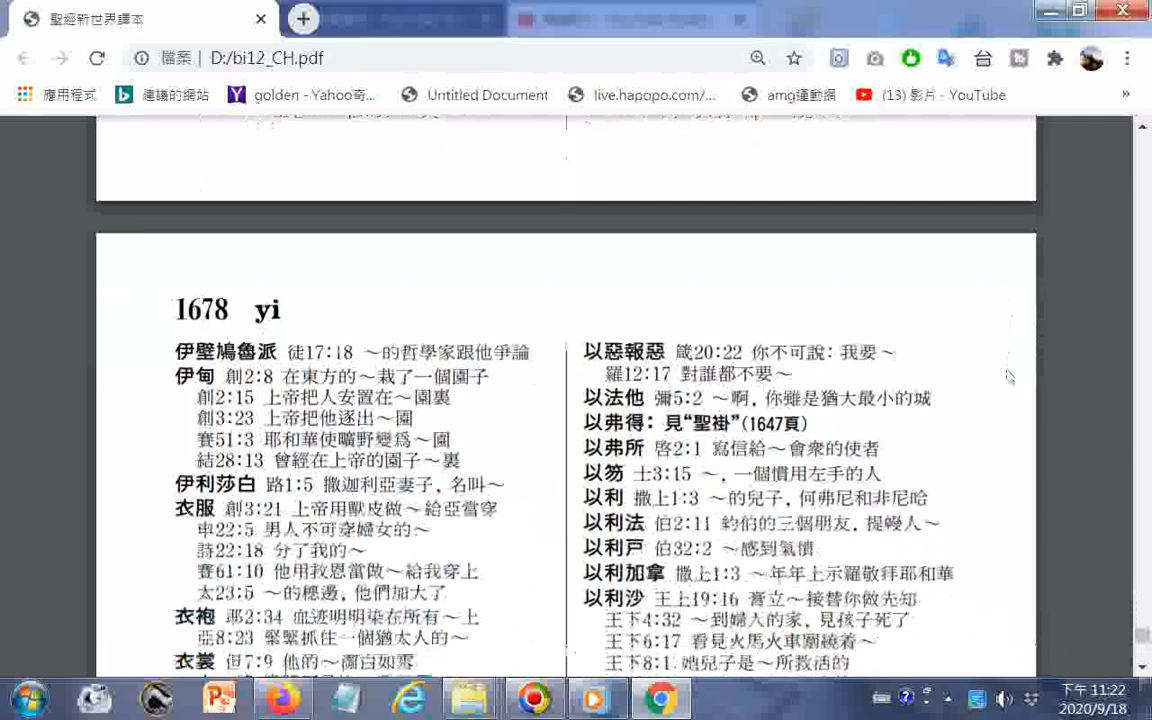 聖經新世界譯本
檔案 | D:/bi12_CH.pdf
應用程式 建議的網站 golden - Yahoo奇... Untitled Document live.hapopo.com/... amg運動網 (13) 影片 - YouTube »
1678 yi
伊壁鳩魯派 徒17:18 ～的哲學家跟他爭論
伊甸 創2:8 在東方的～栽了一個園子
創2:15 上帝把人安置在～園裏
創3:23 上帝把他逐出～園
賽51:3 耶和華使曠野變爲～園
結28:13 曾經在上帝的園子～裏
伊利莎白 路1:5 撒迦利亞妻子，名叫～
衣服 創3:21 上帝用獸皮做～給亞當穿
申22:5 男人不可穿婦女的～
詩22:18 分了我的～
賽61:10 他用救恩當做～給我穿上
太23:5 ～的繸邊，他們加大了
衣袍 耶2:34 血迹明明染在所有～上
亞8:23 緊緊抓住一個猶太人的～
衣裳 但7:9 他的～潔白如雪
以惡報惡 箴20:22 你不可說：我要～
羅12:17 對誰都不要～
以法他 彌5:2 ～啊，你雖是猶大最小的城
以弗得：見“聖褂”(1647頁)
以弗所 啓2:1 寫信給～會衆的使者
以笏 士3:15 ～，一個慣用左手的人
以利 撒上1:3 ～的兒子，何弗尼和非尼哈
以利法 伯2:11 約伯的三個朋友，提幔人～
以利戶 伯32:2 ～感到氣憤
以利加拿 撒上1:3 ～年年上示羅敬拜耶和華
以利沙 王上19:16 膏立～接替你做先知
王下4:32 ～到婦人的家，見孩子死了
王下6:17 看見火馬火車圍繞着～
王下8:1 她兒子是～所救活的
下午 11:22
2020/9/18